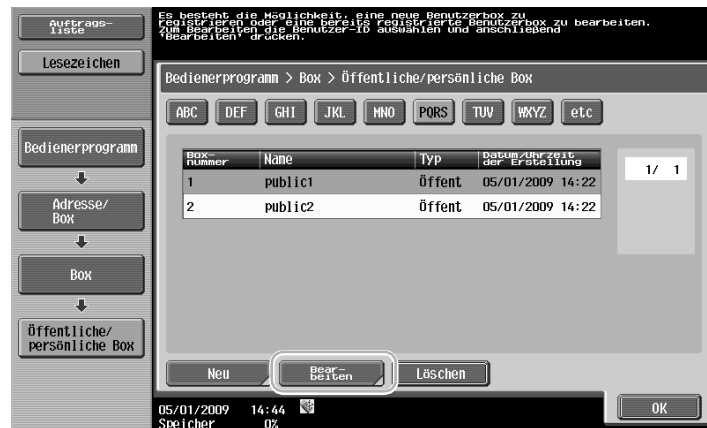 Auftrags-
liste
Lesezeichen
Es besteht die Möglichkeit, eine neue Benutzerbox zu
registrieren oder eine bereits registrierte Benutzerbox zu bearbeiten.
Zum Bearbeiten die Benutzer-ID auswählen und anschließend
'Bearbeiten' drücken.
Bedienerprogramm > Box > Öffentliche/persönliche Box
ABC DEF GHI JKL MNO PQRS TUV WXYZ etc
Bedienerprogramm
Adresse/
Box
Box
Öffentliche/
persönliche Box
Box-
nummer Name Typ Datum/Uhrzeit
der Erstellung
1 public1 Öffent 05/01/2009 14:22
2 public2 Öffent 05/01/2009 14:22
1/ 1
Neu Bear-
beiten Löschen
05/01/2009 14:44
Speicher 0%
OK